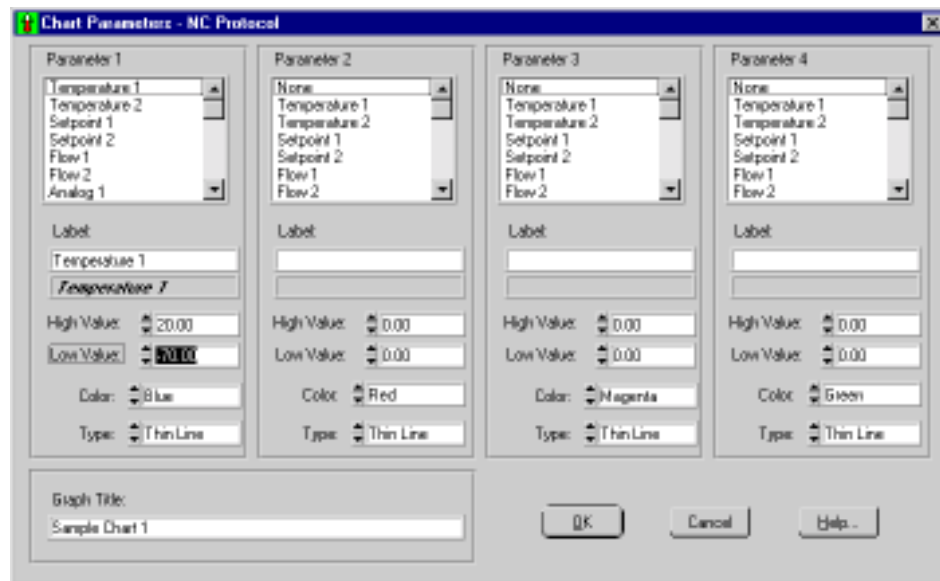 Chart Parameters - NC Protocol
Parameter 1
Temperature 1
Temperature 2
Setpoint 1
Setpoint 2
Flow 1
Flow 2
Analog 1
Label:
Temperature 1
Temperature 1
High Value: 20.00
Low Value: -70.00
Color: Blue
Type: Thin Line
Parameter 2
None
Temperature 1
Temperature 2
Setpoint 1
Setpoint 2
Flow 1
Flow 2
Label:
High Value: 0.00
Low Value: 0.00
Color: Red
Type: Thin Line
Parameter 3
None
Temperature 1
Temperature 2
Setpoint 1
Setpoint 2
Flow 1
Flow 2
Label:
High Value: 0.00
Low Value: 0.00
Color: Magenta
Type: Thin Line
Parameter 4
None
Temperature 1
Temperature 2
Setpoint 1
Setpoint 2
Flow 1
Flow 2
Label:
High Value: 0.00
Low Value: 0.00
Color: Green
Type: Thin Line
Graph Title:
Sample Chart 1
OK
Cancel
Help...